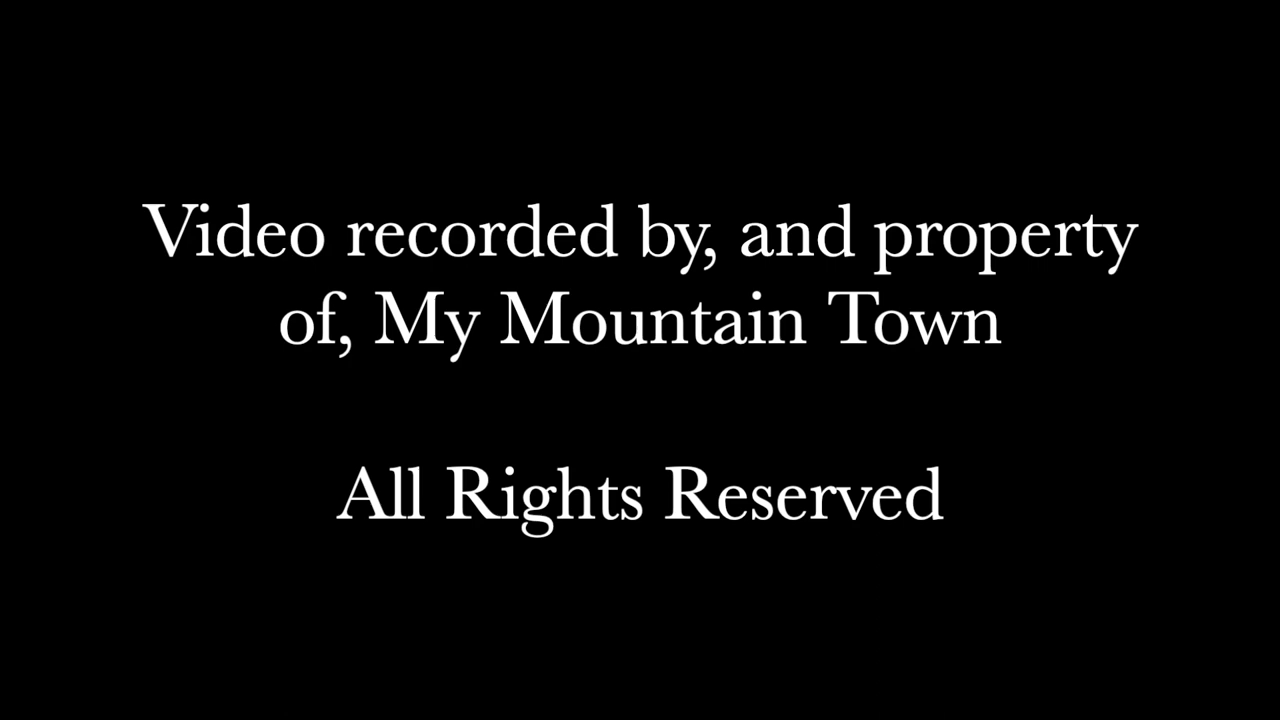 Video recorded by, and property
of, My Mountain Town
All Rights Reserved